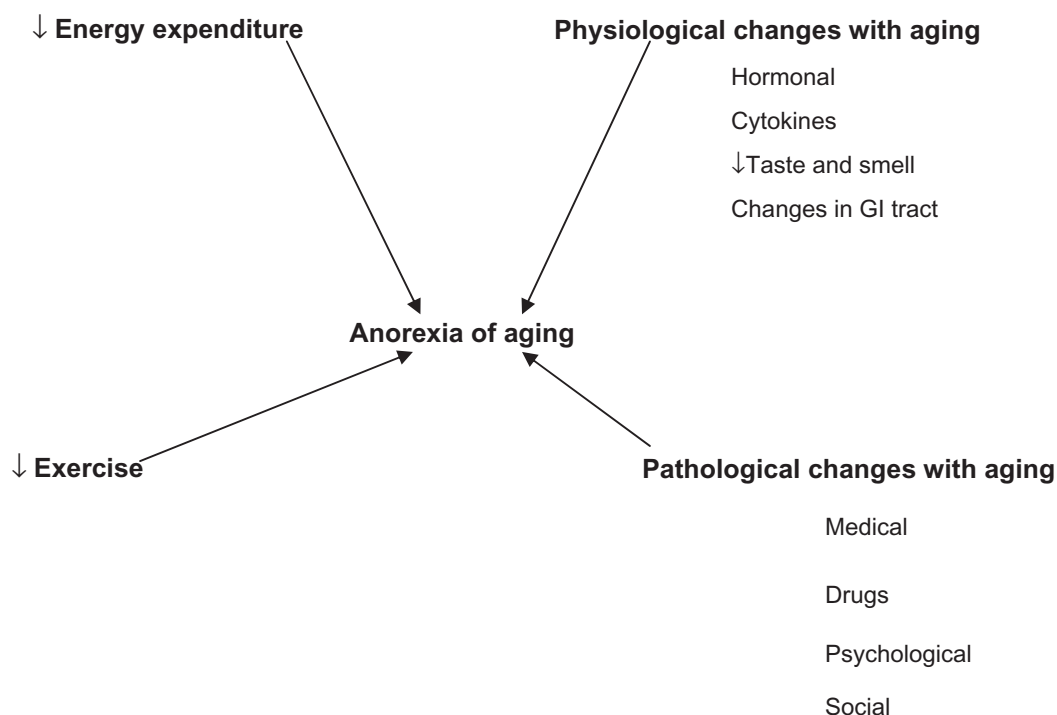 ↓ Energy expenditure
Physiological changes with aging
Hormonal
Cytokines
↓Taste and smell
Changes in GI tract
Anorexia of aging
↓ Exercise
Pathological changes with aging
Medical
Drugs
Psychological
Social